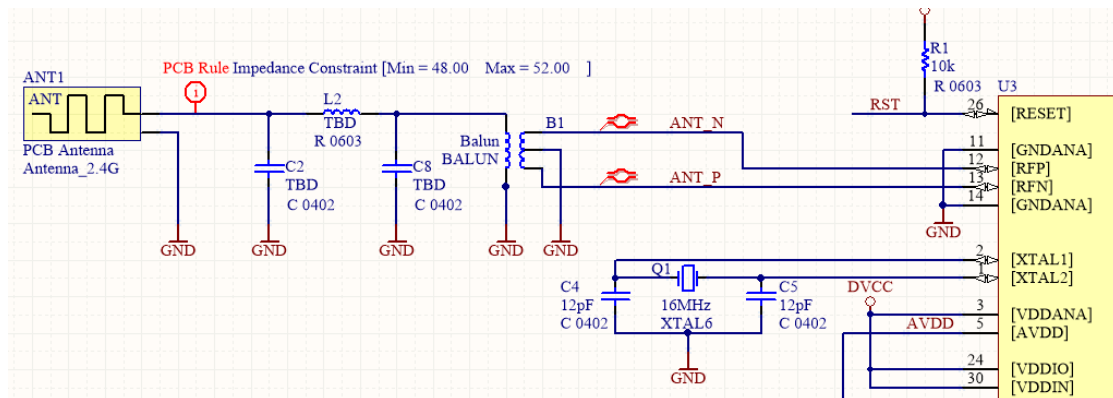 PCB Rule Impedance Constraint [Min = 48.00 Max = 52.00 ]
ANT1
ANT
PCB Antenna
Antenna_2.4G
1
L2
TBD
R 0603
C2
TBD
C 0402
C8
TBD
C 0402
GND
GND
GND
Balun
BALUN
B1
GND
GND
ANT_N
ANT_P
R1
10k
R 0603
RST
U3
26
[RESET]
11
[GNDANA]
12
[RFP]
13
[RFN]
14
[GNDANA]
GND
2
[XTAL1]
1
[XTAL2]
Q1
16MHz
XTAL6
C4
12pF
C 0402
C5
12pF
C 0402
GND
DVCC
3
[VDDANA]
AVDD
5
[AVDD]
24
[VDDIO]
30
[VDDIN]